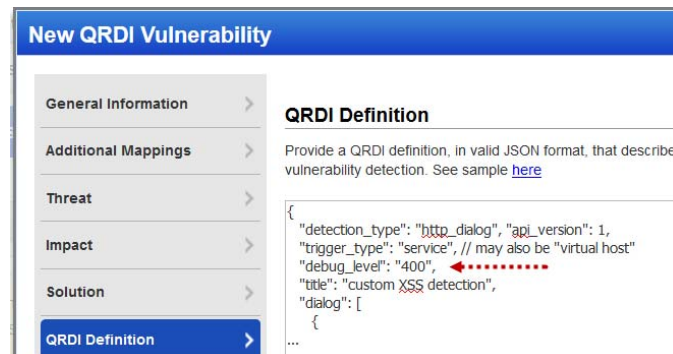 New QRDI Vulnerability
General Information
Additional Mappings
Threat
Impact
Solution
QRDI Definition
QRDI Definition
Provide a QRDI definition, in valid JSON format, that describe
vulnerability detection. See sample here
{
"detection_type": "http_dialog", "api_version": 1,
"trigger_type": "service", // may also be "virtual host"
"debug_level": "400",
"title": "custom XSS detection",
"dialog": [
{
...